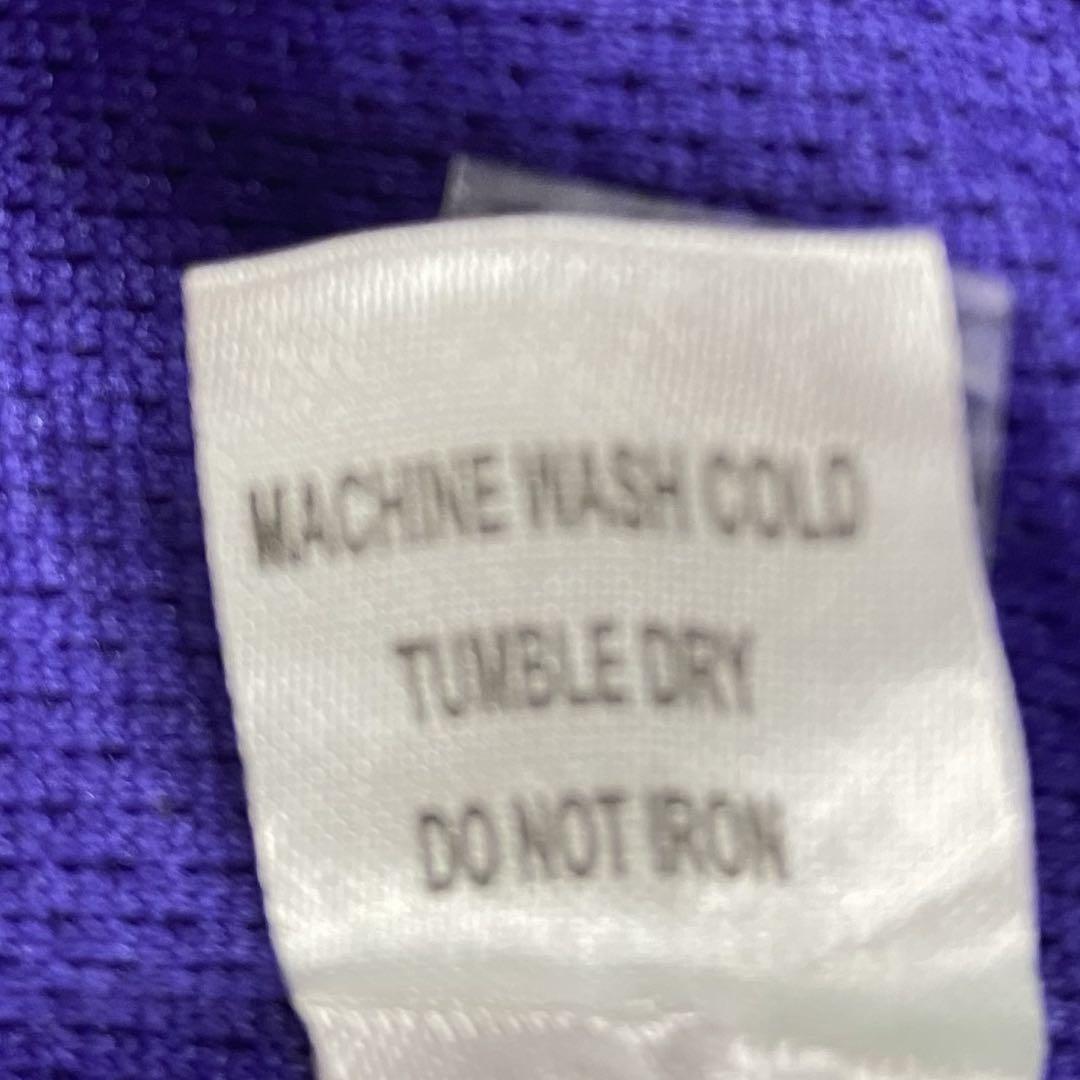 MACHINE WASH COLD
TUMBLE DRY
DO NOT IRON